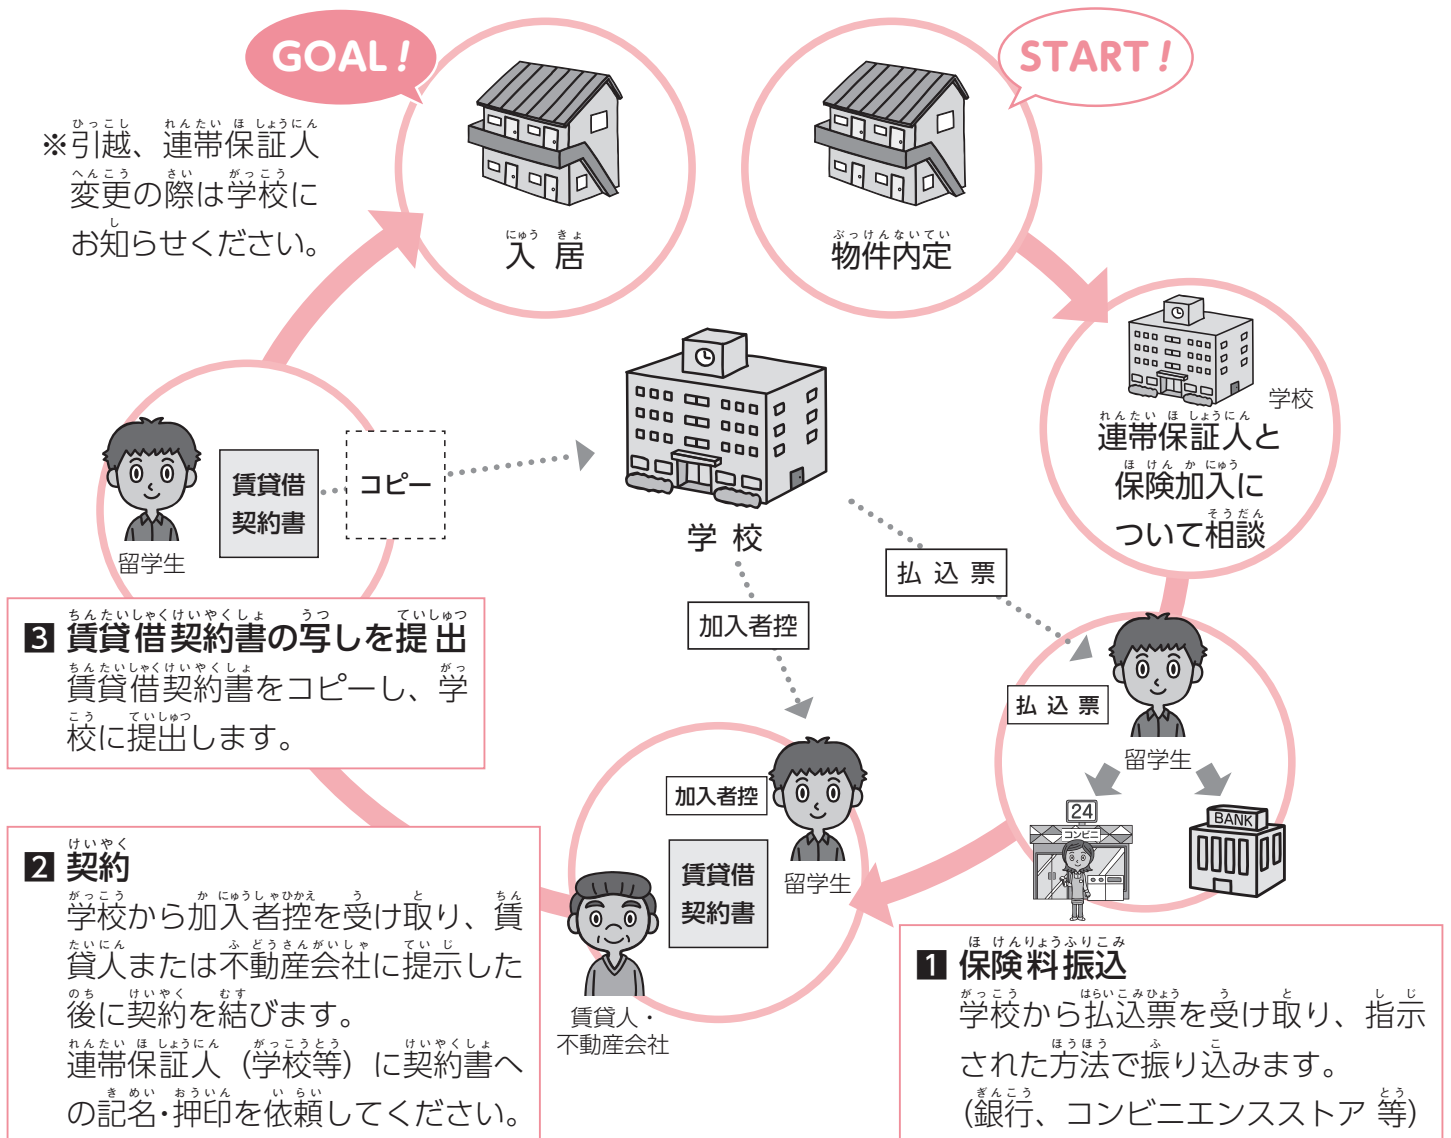 START!
物件内定
学校
連帯保証人と
保険加入に
ついて相談
学校
払込票
払込票
留学生
24
コンビニ
BANK
1 保険料振込
学校から払込票を受け取り、指示
された方法で振り込みます。
(銀行、コンビニエンスストア 等)
加入者控
加入者控
賃貸借
契約書
留学生
賃貸人・
不動産会社
2 契約
学校から加入者控を受け取り、賃
貸人または不動産会社に提示した
後に契約を結びます。
連帯保証人(学校等)に契約書へ
の記名・押印を依頼してください。
留学生
賃貸借
契約書
コピー
3 賃貸借契約書の写しを提出
賃貸借契約書をコピーし、学
校に提出します。
GOAL!
入居
※引越、連帯保証人
変更の際は学校に
お知らせください。